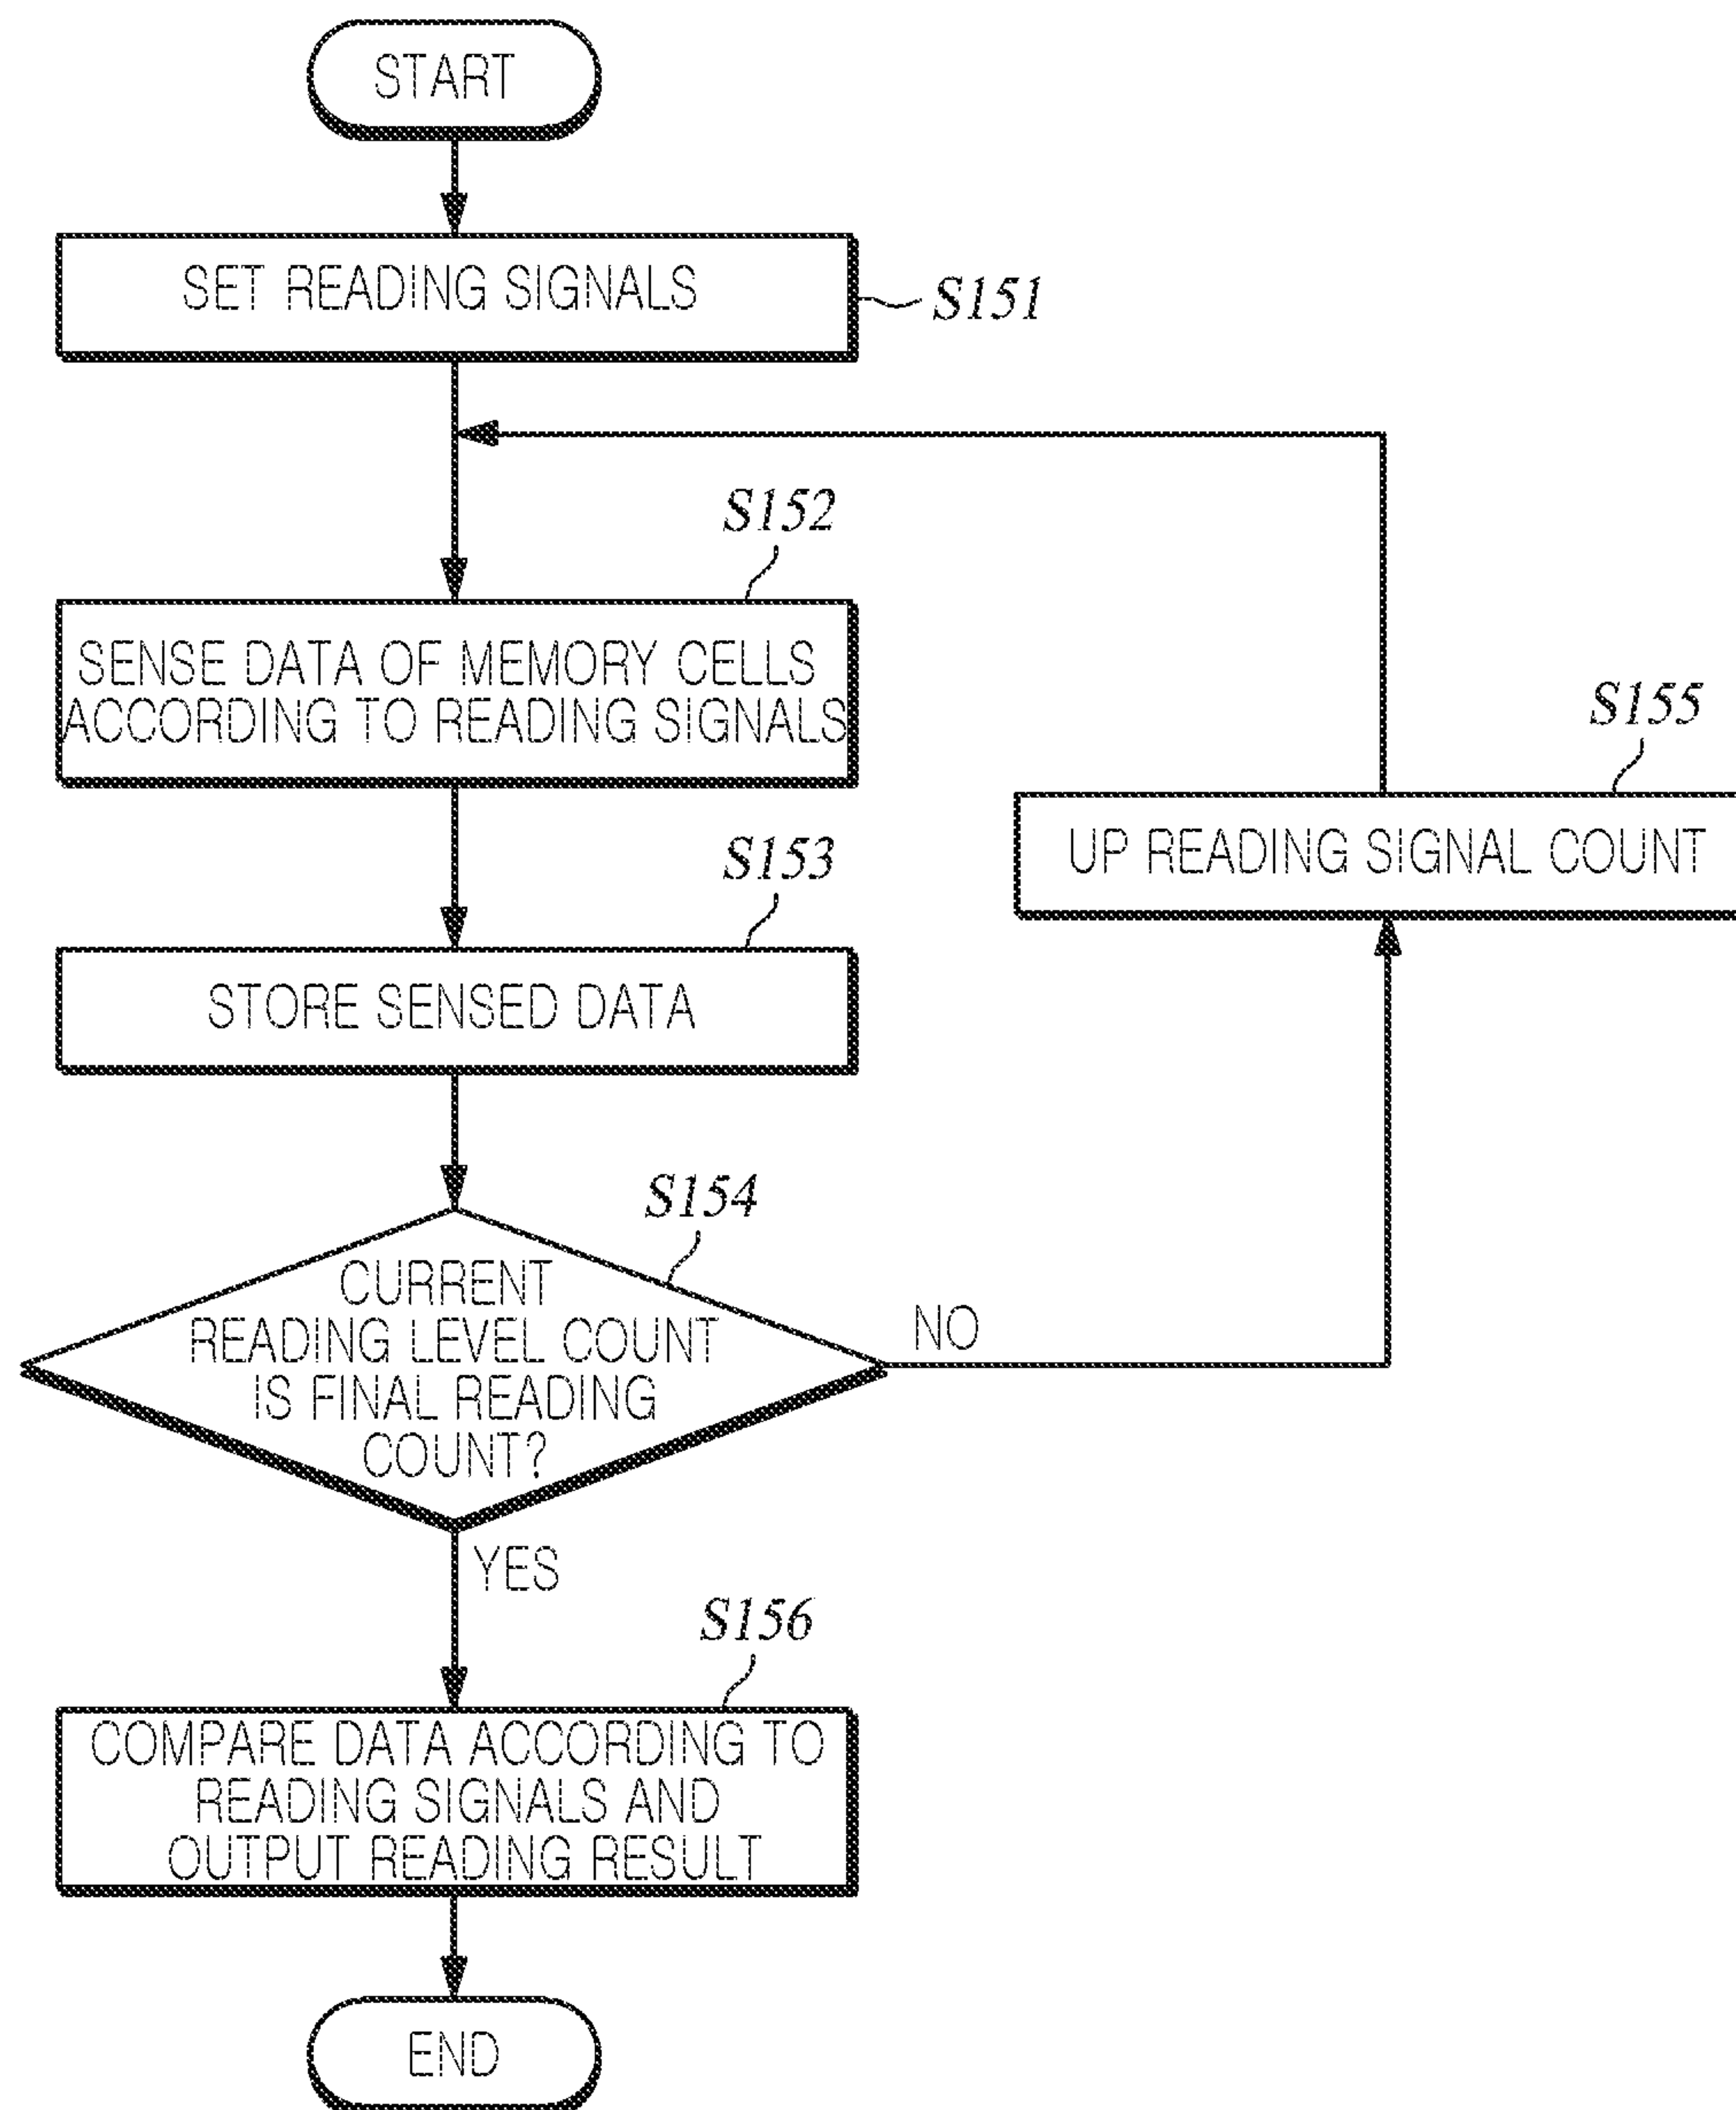 START
SET READING SIGNALS
S151
S152
SENSE DATA OF MEMORY CELLS
ACCORDING TO READING SIGNALS
S153
STORE SENSED DATA
S154
CURRENT
READING LEVEL COUNT
IS FINAL READING
COUNT?
NO
S155
UP READING SIGNAL COUNT
YES
S156
COMPARE DATA ACCORDING TO
READING SIGNALS AND
OUTPUT READING RESULT
END